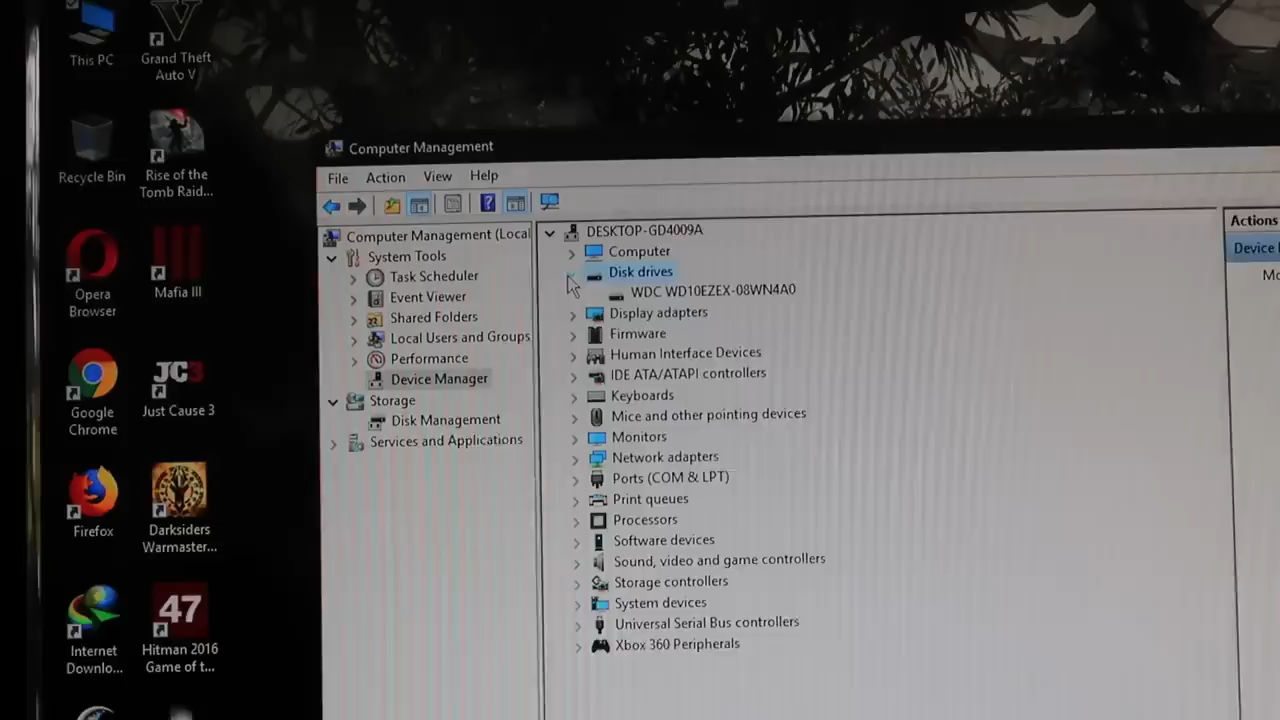 This PC
Grand Theft
Auto V
Recycle Bin
Rise of the
Tomb Raid...
Opera
Browser
Mafia III
Google
Chrome
JC3
Just Cause 3
Firefox
Darksiders
Warmaster...
Internet
Downlo...
47
Hitman 2016
Game of t...
Computer Management
File Action View Help
Computer Management (Local
System Tools
Task Scheduler
Event Viewer
Shared Folders
Local Users and Groups
Performance
Device Manager
Storage
Disk Management
Services and Applications
DESKTOP-GD4009A
Computer
Disk drives
WDC WD10EZEX-08WN4A0
Display adapters
Firmware
Human Interface Devices
IDE ATA/ATAPI controllers
Keyboards
Mice and other pointing devices
Monitors
Network adapters
Ports (COM & LPT)
Print queues
Processors
Software devices
Sound, video and game controllers
Storage controllers
System devices
Universal Serial Bus controllers
Xbox 360 Peripherals
Actions
Device
Mo